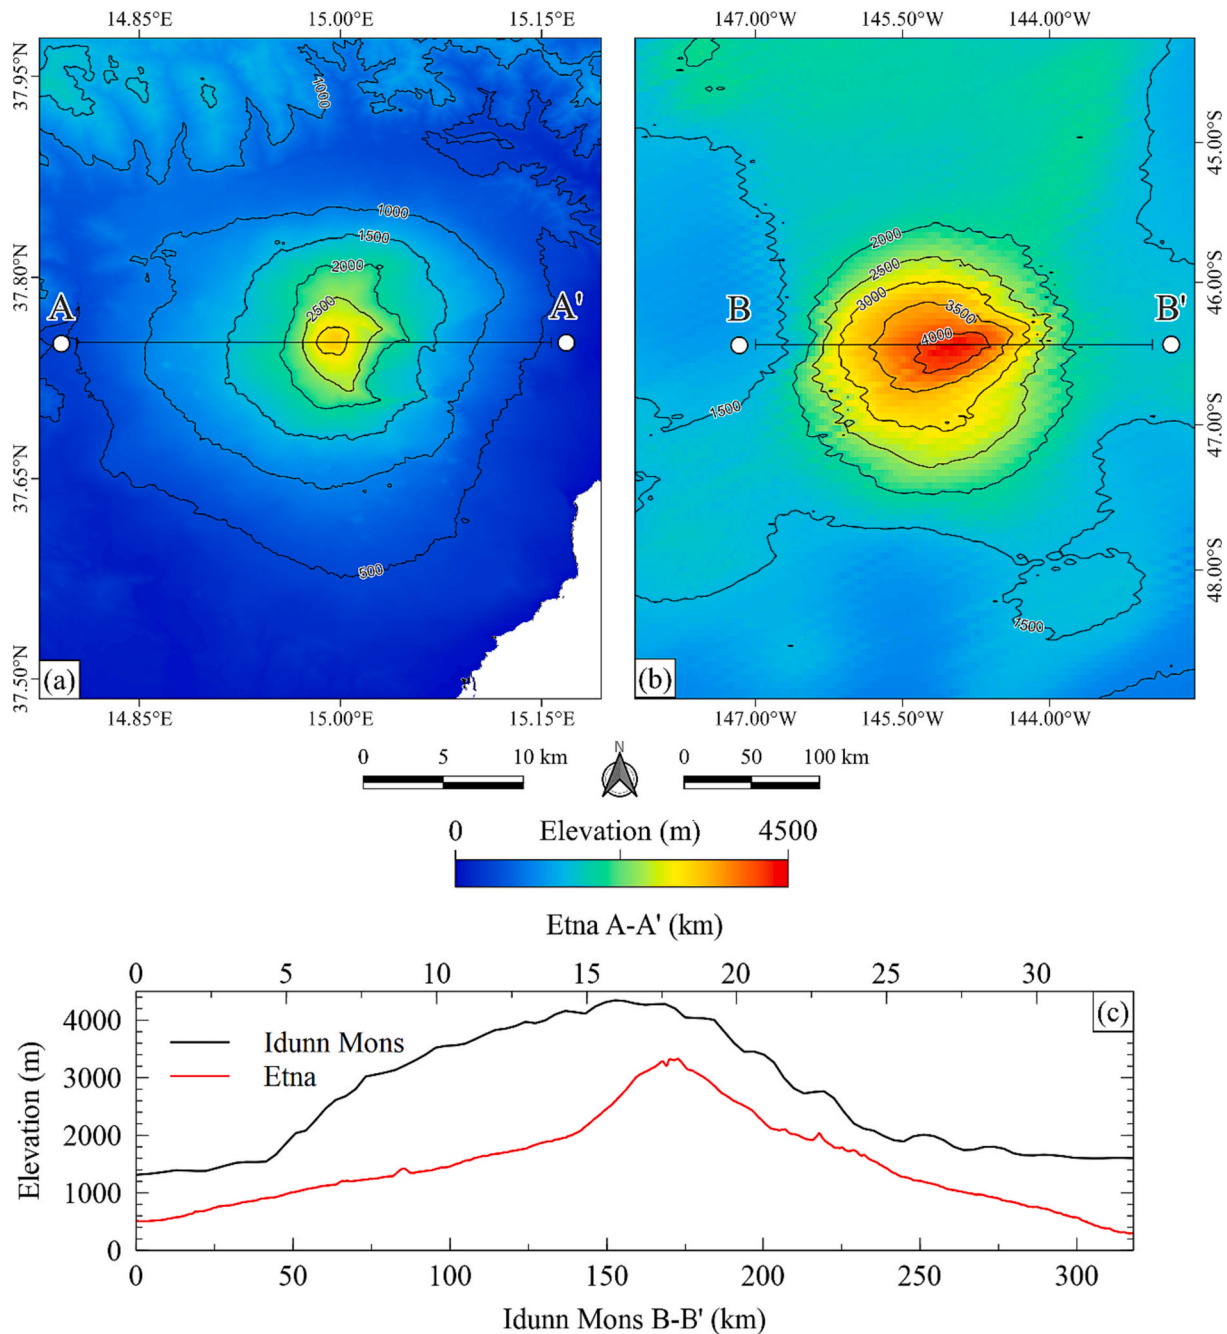 14.85°E 15.00°E 15.15°E 147.00°W 145.50°W 144.00°W
37.95°N
37.80°N
37.65°N
37.50°N
1000
1000
1500
2000
2500
500
A A'
(a)
45.00°S
46.00°S
47.00°S
48.00°S
2000
2500
3000
3500
4000
1500
1500
B B'
(b)
14.85°E 15.00°E 15.15°E 147.00°W 145.50°W 144.00°W
0 5 10 km N 0 50 100 km
0 Elevation (m) 4500
Etna A-A' (km)
0 5 10 15 20 25 30
(c)
Idunn Mons
Etna
Elevation (m)
4000
3000
2000
1000
0
0 50 100 150 200 250 300
Idunn Mons B-B' (km)